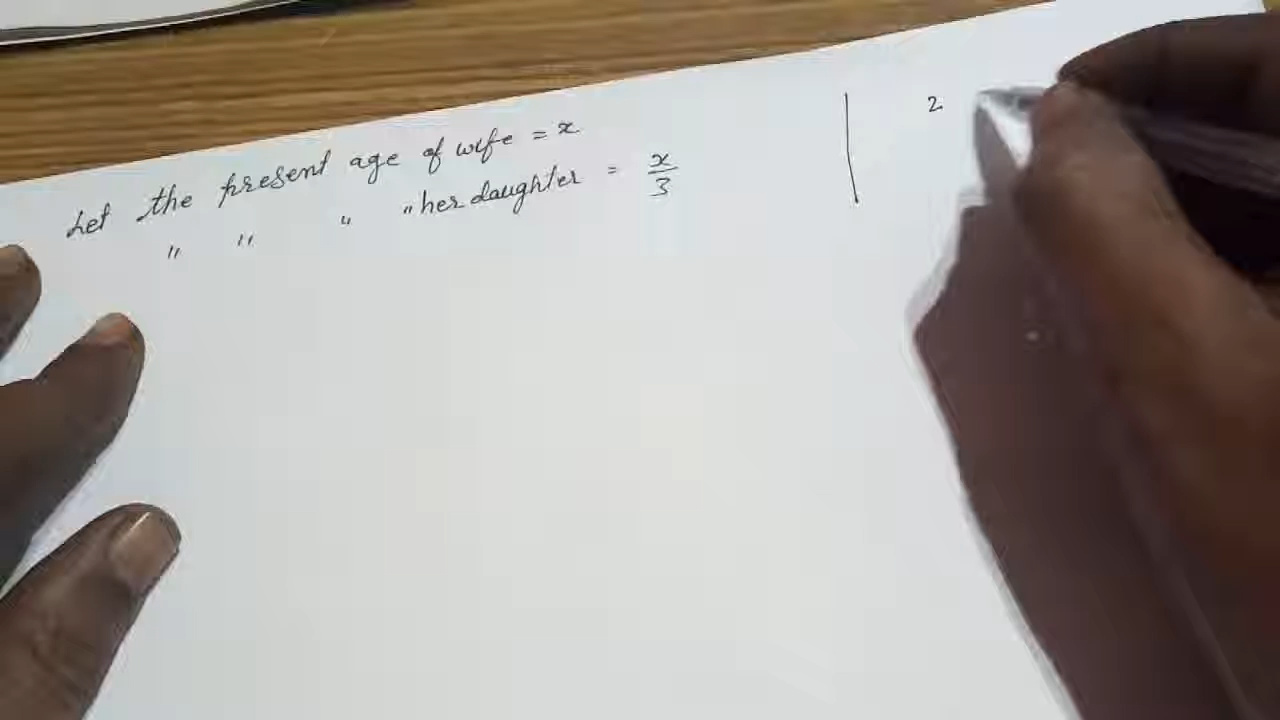 Let the present age of wife = x
" " " " her daughter = x/3
2